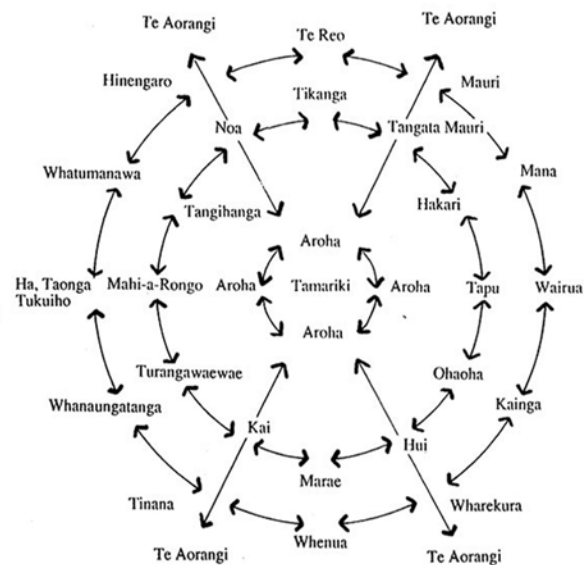 Te Aorangi Te Aorangi
Te Reo
Hinengaro Mauri
Tikanga
Noa Tangata Mauri
Whatumanawa Mana
Tangihanga Hakari
Aroha
Ha, Taonga Mahi-a-Rongo Aroha Tamariki Aroha Tapu Wairua
Tukuiho
Aroha
Turangawaewae Ohaoha
Whanaungatanga Kainga
Kai Hui
Marae
Tinana Wharekura
Whenua
Te Aorangi Te Aorangi